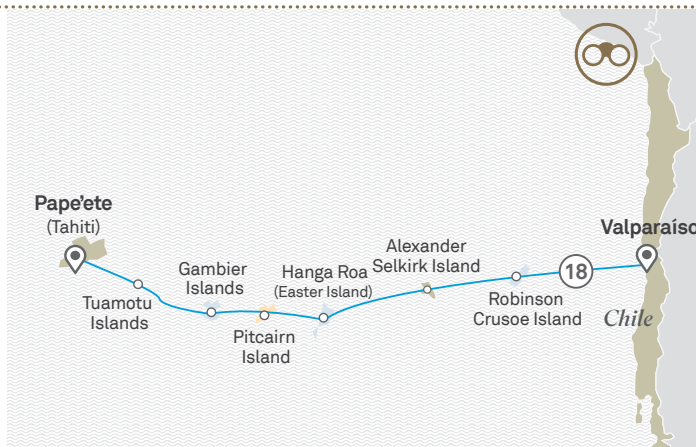 Pape'ete
(Tahiti)
Tuamotu
Islands
Gambier
Islands
Pitcairn
Island
Hanga Roa
(Easter Island)
Alexander
Selkirk Island
Robinson
Crusoe Island
18
Valparaíso
Chile